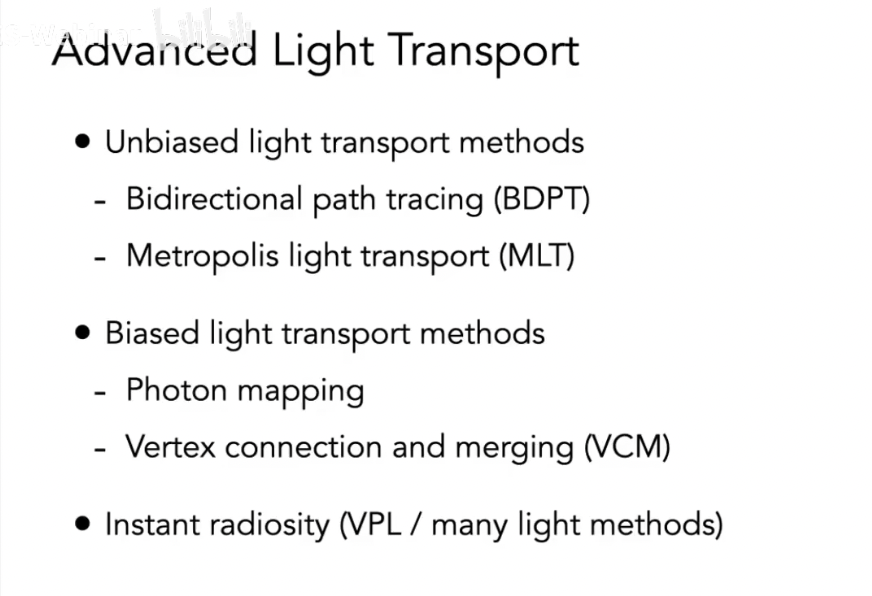 Advanced Light Transport
● Unbiased light transport methods
- Bidirectional path tracing (BDPT)
- Metropolis light transport (MLT)
● Biased light transport methods
- Photon mapping
- Vertex connection and merging (VCM)
● Instant radiosity (VPL / many light methods)
bilibili